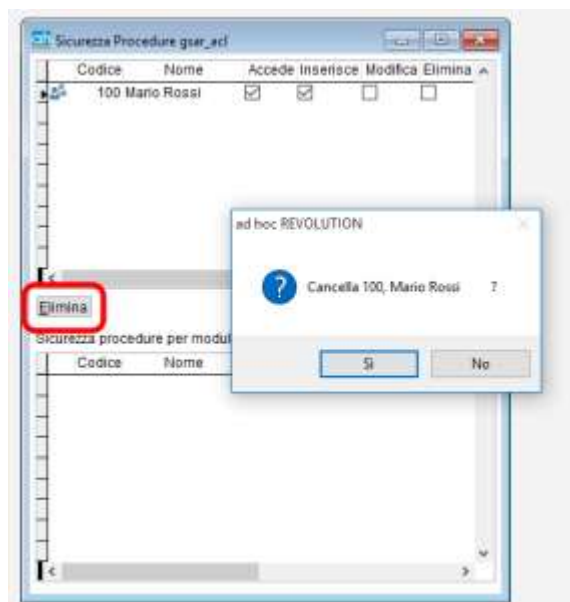 Sicurezza Procedure gsar_acl
Codice Nome Accede Inserisce Modifica Elimina
100 Mario Rossi
ad hoc REVOLUTION
Cancella 100, Mario Rossi ?
Elimina
Sicurezza procedure per modul
Sì No
Codice Nome